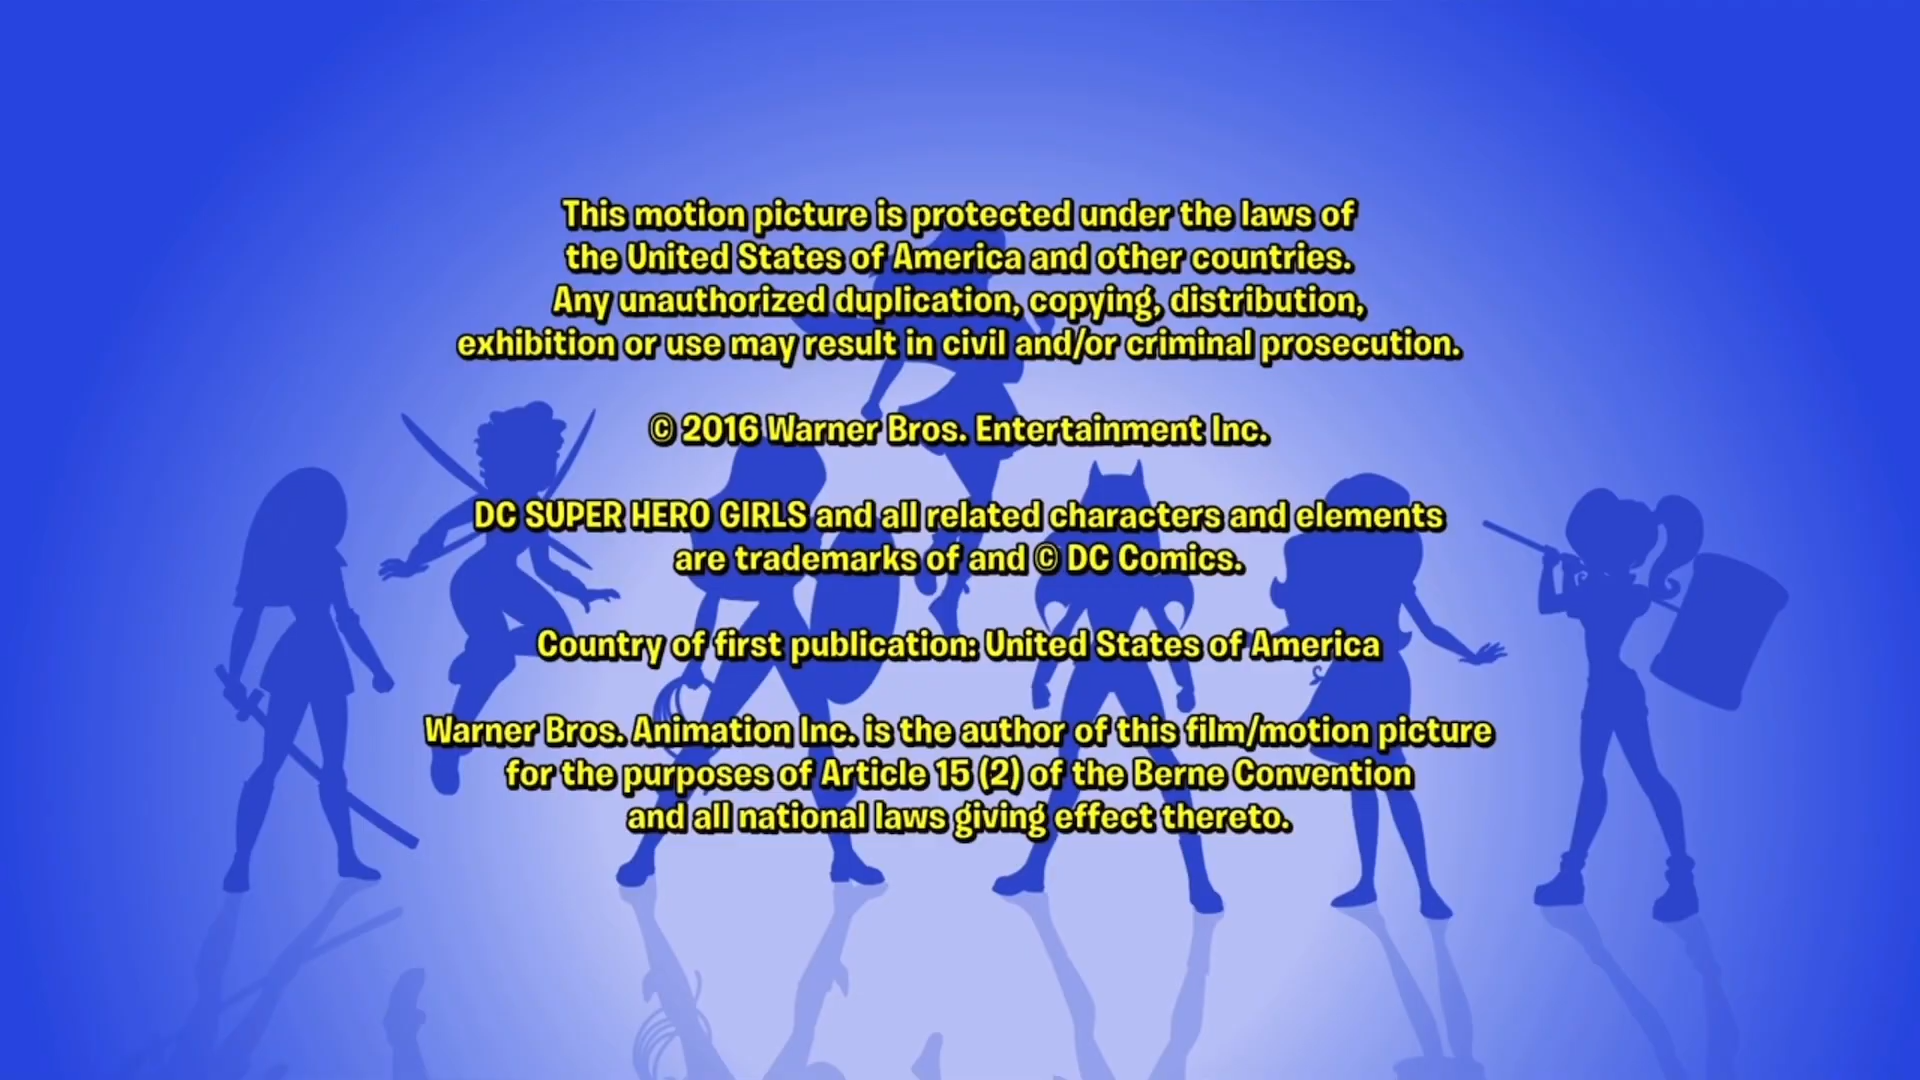 This motion picture is protected under the laws of
the United States of America and other countries.
Any unauthorized duplication, copying, distribution,
exhibition or use may result in civil and/or criminal prosecution.
© 2016 Warner Bros. Entertainment Inc.
DC SUPER HERO GIRLS and all related characters and elements
are trademarks of and © DC Comics.
Country of first publication: United States of America
Warner Bros. Animation Inc. is the author of this film/motion picture
for the purposes of Article 15 (2) of the Berne Convention
and all national laws giving effect thereto.